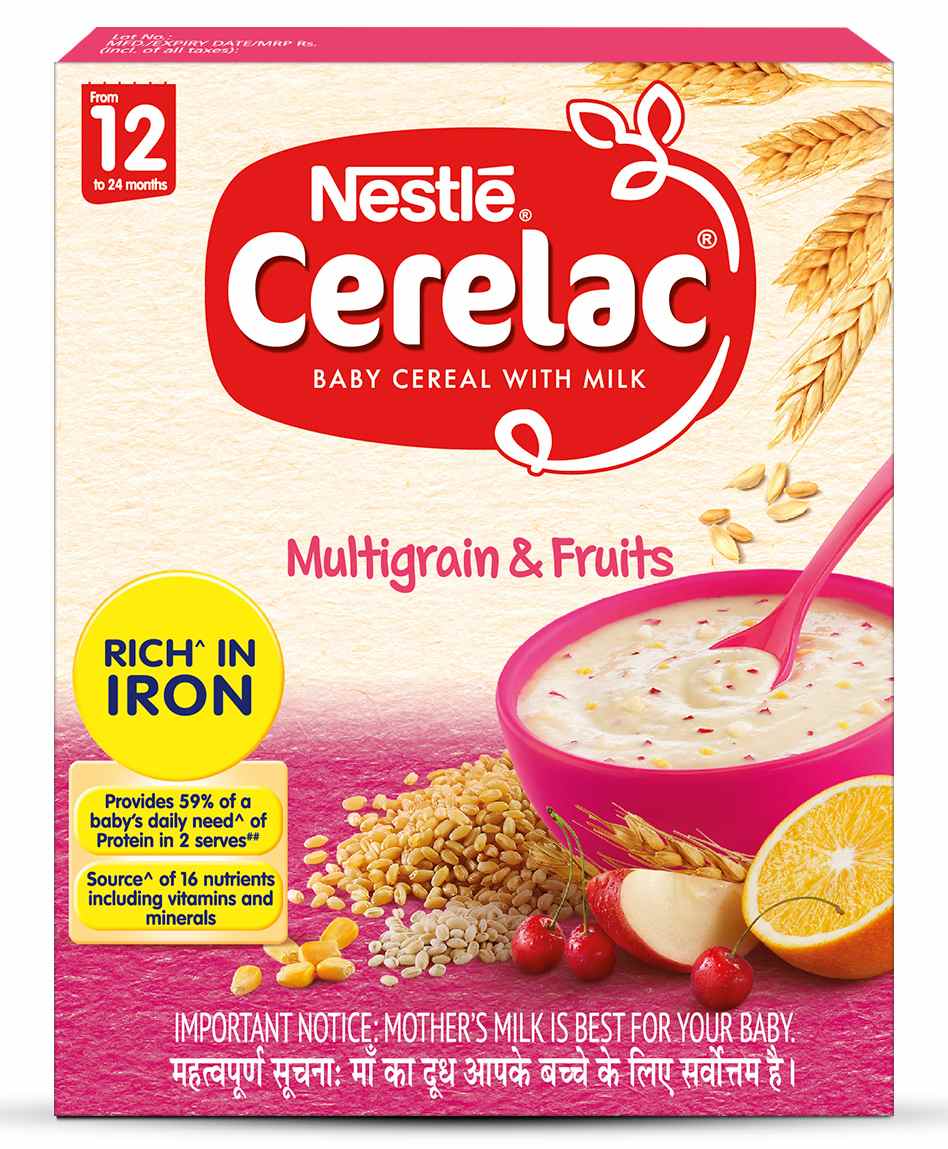 Lot No.:
MFD./EXPIRY DATE/MRP Rs.
(incl. of all taxes):
From
12
to 24 months
Nestlé®
Cerelac®
BABY CEREAL WITH MILK
Multigrain & Fruits
RICH^ IN
IRON
Provides 59% of a
baby's daily need^ of
Protein in 2 serves##
Source^ of 16 nutrients
including vitamins and
minerals
IMPORTANT NOTICE: MOTHER'S MILK IS BEST FOR YOUR BABY.
महत्वपूर्ण सूचनाः माँ का दूध आपके बच्चे के लिए सर्वोत्तम है।